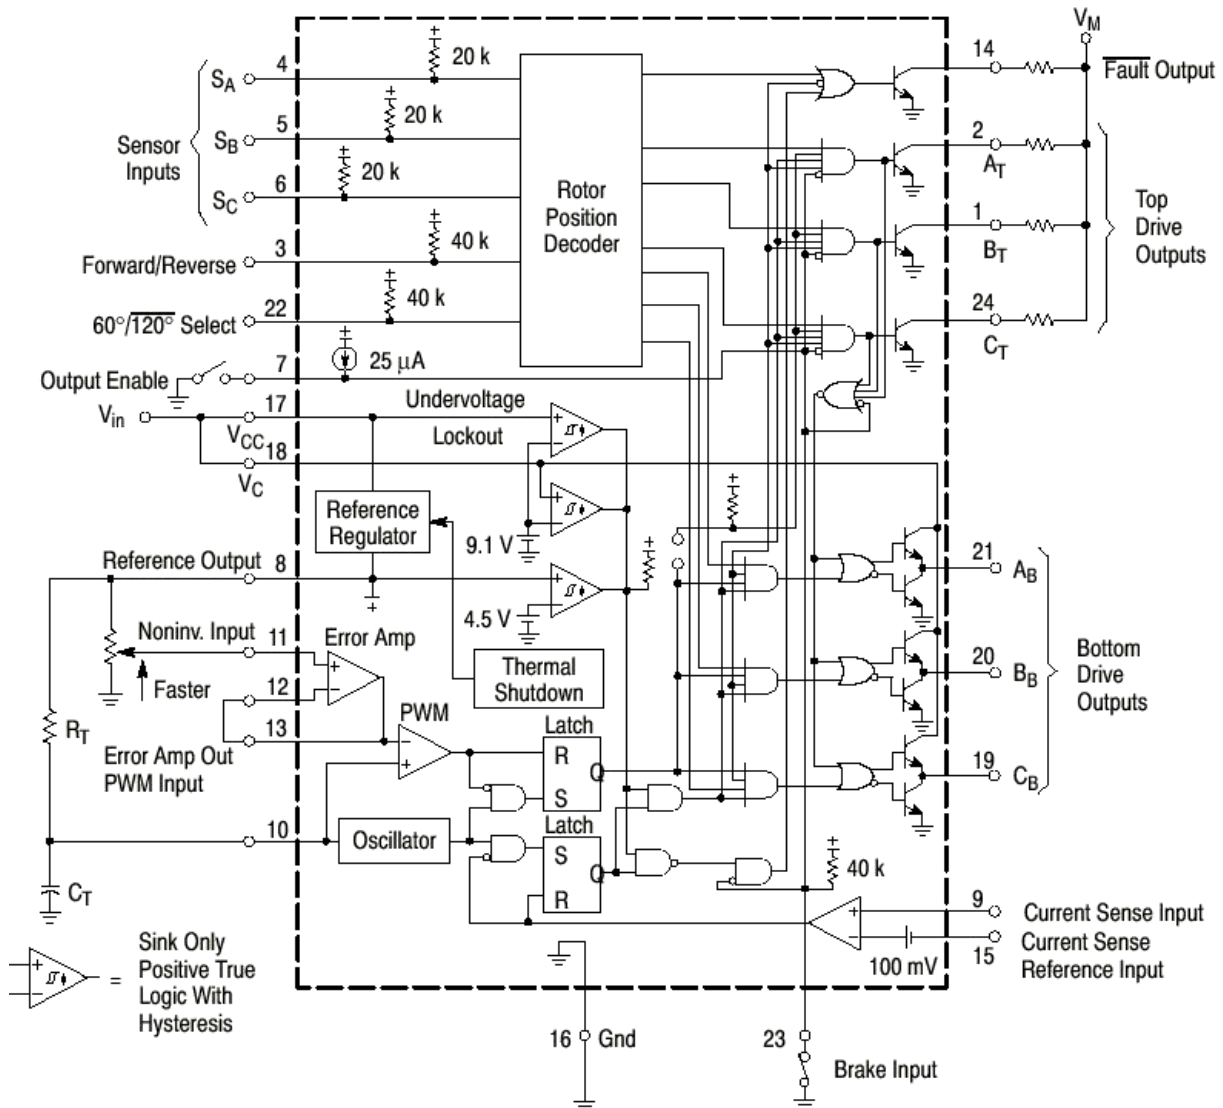 V_M
14
Fault Output
4
20 k
S_A
5
20 k
S_B
2
A_T
Sensor
Inputs
6
20 k
S_C
Rotor
Position
Decoder
1
B_T
Top
Drive
Outputs
40 k
3
Forward/Reverse
40 k
22
60°/120° Select
24
C_T
7
25 µA
Output Enable
V_in
17
V_CC
Undervoltage
Lockout
18
V_C
Reference
Regulator
9.1 V
21
A_B
Reference Output
8
4.5 V
Noninv. Input
11
Error Amp
Faster
12
Thermal
Shutdown
20
B_B
Bottom
Drive
Outputs
R_T
13
PWM
Latch
R
Q
S
Error Amp Out
PWM Input
19
C_B
10
Oscillator
Latch
S
Q
R
40 k
C_T
9
Current Sense Input
15
Current Sense
Reference Input
100 mV
=
Sink Only
Positive True
Logic With
Hysteresis
16
Gnd
23
Brake Input